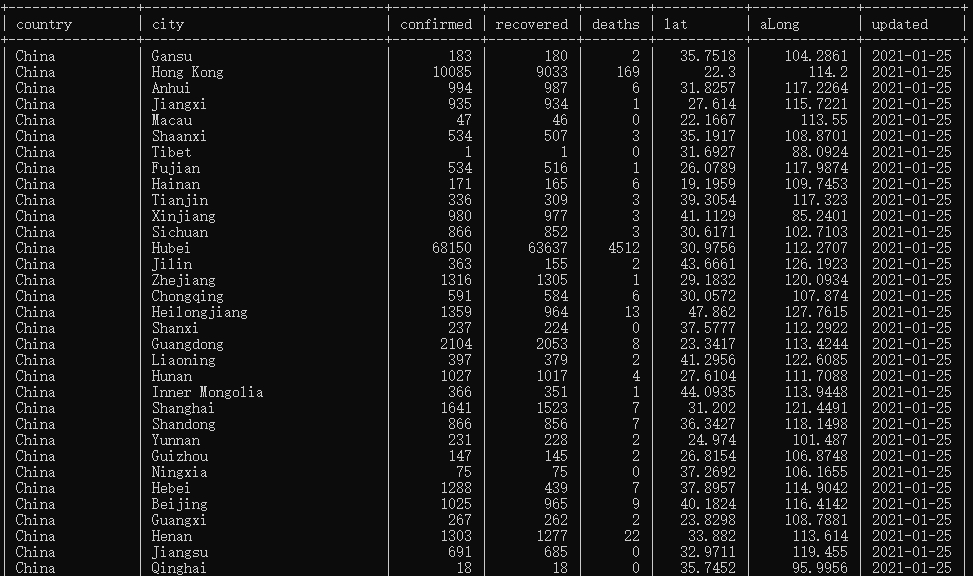 country city confirmed recovered deaths lat aLong updated
China Gansu 183 180 2 35.7518 104.2861 2021-01-25
China Hong Kong 10085 9033 169 22.3 114.2 2021-01-25
China Anhui 994 987 6 31.8257 117.2264 2021-01-25
China Jiangxi 935 934 1 27.614 115.7221 2021-01-25
China Macau 47 46 0 22.1667 113.55 2021-01-25
China Shaanxi 534 507 3 35.1917 108.8701 2021-01-25
China Tibet 1 1 0 31.6927 88.0924 2021-01-25
China Fujian 534 516 1 26.0789 117.9874 2021-01-25
China Hainan 171 165 6 19.1959 109.7453 2021-01-25
China Tianjin 336 309 3 39.3054 117.323 2021-01-25
China Xinjiang 980 977 3 41.1129 85.2401 2021-01-25
China Sichuan 866 852 3 30.6171 102.7103 2021-01-25
China Hubei 68150 63637 4512 30.9756 112.2707 2021-01-25
China Jilin 363 155 2 43.6661 126.1923 2021-01-25
China Zhejiang 1316 1305 1 29.1832 120.0934 2021-01-25
China Chongqing 591 584 6 30.0572 107.874 2021-01-25
China Heilongjiang 1359 964 13 47.862 127.7615 2021-01-25
China Shanxi 237 224 0 37.5777 112.2922 2021-01-25
China Guangdong 2104 2053 8 23.3417 113.4244 2021-01-25
China Liaoning 397 379 2 41.2956 122.6085 2021-01-25
China Hunan 1027 1017 4 27.6104 111.7088 2021-01-25
China Inner Mongolia 366 351 1 44.0935 113.9448 2021-01-25
China Shanghai 1641 1523 7 31.202 121.4491 2021-01-25
China Shandong 866 856 7 36.3427 118.1498 2021-01-25
China Yunnan 231 228 2 24.974 101.487 2021-01-25
China Guizhou 147 145 2 26.8154 106.8748 2021-01-25
China Ningxia 75 75 0 37.2692 106.1655 2021-01-25
China Hebei 1288 439 7 37.8957 114.9042 2021-01-25
China Beijing 1025 965 9 40.1824 116.4142 2021-01-25
China Guangxi 267 262 2 23.8298 108.7881 2021-01-25
China Henan 1303 1277 22 33.882 113.614 2021-01-25
China Jiangsu 691 685 0 32.9711 119.455 2021-01-25
China Qinghai 18 18 0 35.7452 95.9956 2021-01-25